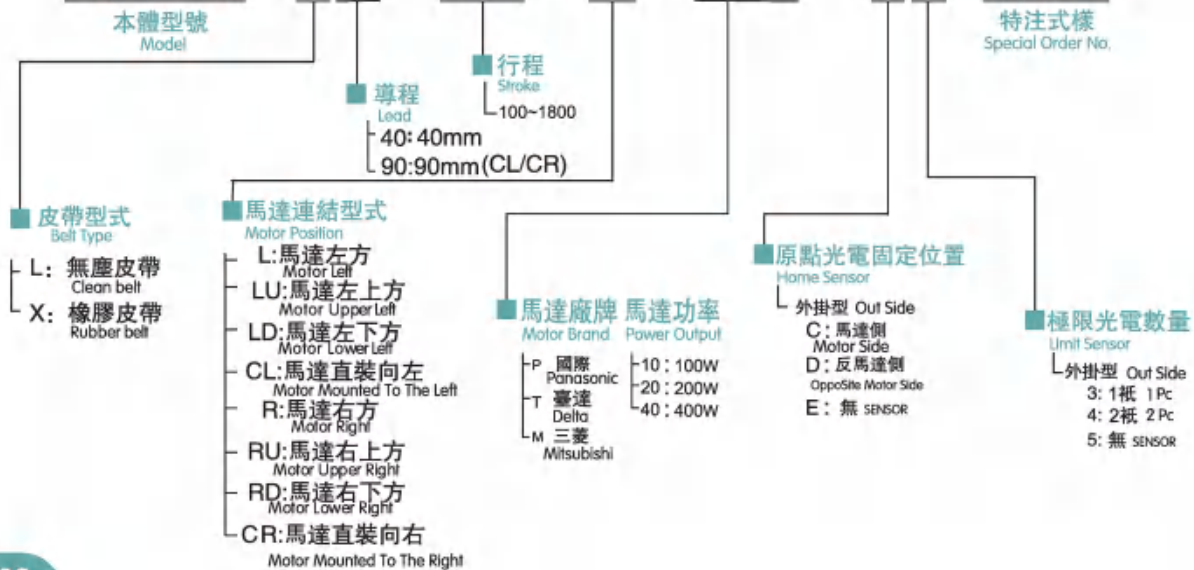 本體型號
Model
特注式樣
Special Order No.
行程
Stroke
100~1800
導程
Lead
40:40mm
90:90mm(CL/CR)
皮帶型式
Belt Type
L: 無塵皮帶
Clean belt
X: 橡膠皮帶
Rubber belt
馬達連結型式
Motor Position
L:馬達左方
Motor Left
LU:馬達左上方
Motor Upper Left
LD:馬達左下方
Motor Lower Left
CL:馬達直裝向左
Motor Mounted To The Left
R:馬達右方
Motor Right
RU:馬達右上方
Motor Upper Right
RD:馬達右下方
Motor Lower Right
CR:馬達直裝向右
Motor Mounted To The Right
馬達廠牌
Motor Brand
P 國際
Panasonic
T 臺達
Delta
M 三菱
Mitsubishi
馬達功率
Power Output
10:100W
20:200W
40:400W
原點光電固定位置
Home Sensor
外掛型 Out Side
C:馬達側
Motor Side
D:反馬達側
OppoSite Motor Side
E: 無 SENSOR
極限光電數量
Limit Sensor
外掛型 Out Side
3: 1衹 1 Pc
4: 2衹 2 Pc
5: 無 SENSOR